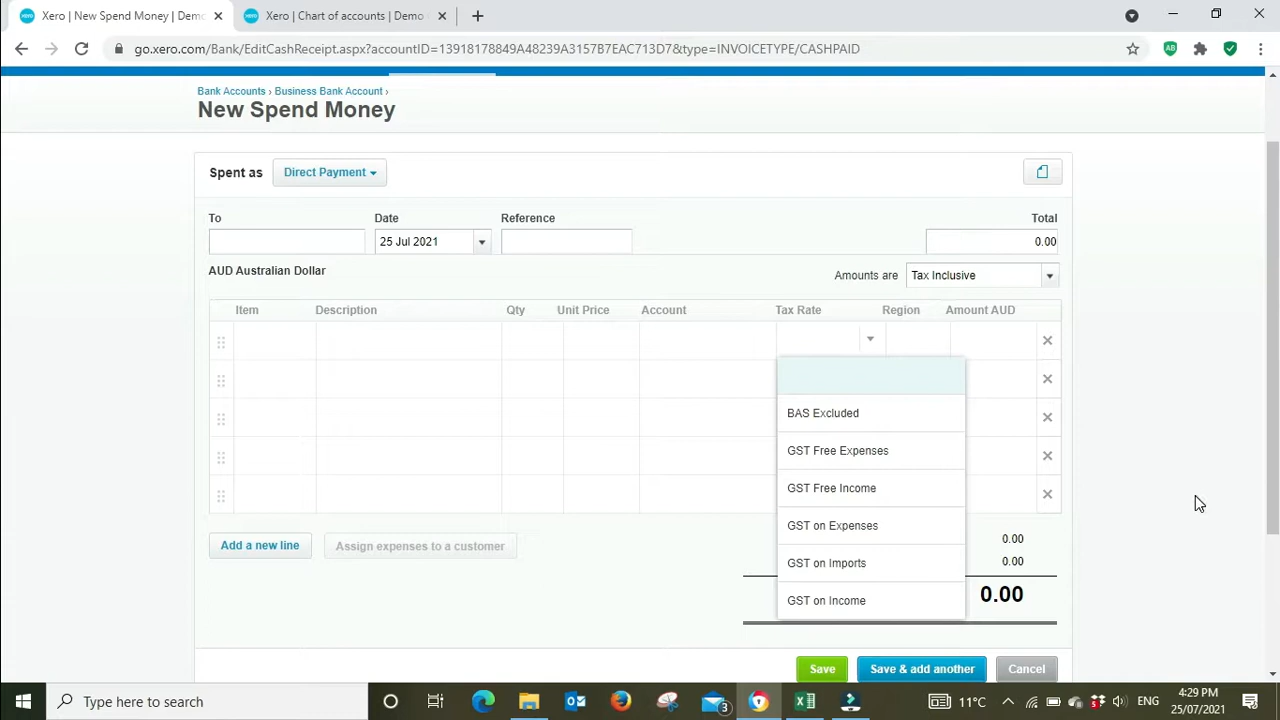 Xero | New Spend Money | Demo
Xero | Chart of accounts | Demo
go.xero.com/Bank/EditCashReceipt.aspx?accountID=13918178849A48239A3157B7EAC713D7&type=INVOICETYPE/CASHPAID
AB
Bank Accounts › Business Bank Account ›
New Spend Money
Spent as Direct Payment
To Date Reference Total
25 Jul 2021 0.00
AUD Australian Dollar
Amounts are Tax Inclusive
Item Description Qty Unit Price Account Tax Rate Region Amount AUD
BAS Excluded
GST Free Expenses
GST Free Income
GST on Expenses
GST on Imports
GST on Income
Add a new line Assign expenses to a customer
0.00
0.00
0.00
Save Save & add another Cancel
Type here to search
3
11°C
ENG
4:29 PM
25/07/2021